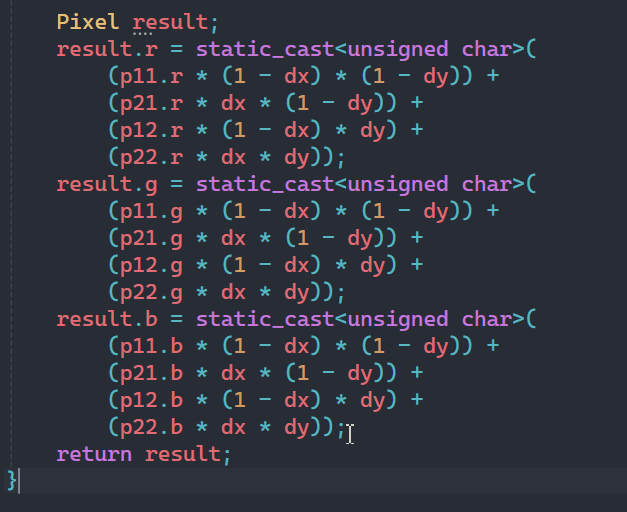 Pixel result;
result.r = static_cast<unsigned char>(
(p11.r * (1 - dx) * (1 - dy)) +
(p21.r * dx * (1 - dy)) +
(p12.r * (1 - dx) * dy) +
(p22.r * dx * dy));
result.g = static_cast<unsigned char>(
(p11.g * (1 - dx) * (1 - dy)) +
(p21.g * dx * (1 - dy)) +
(p12.g * (1 - dx) * dy) +
(p22.g * dx * dy));
result.b = static_cast<unsigned char>(
(p11.b * (1 - dx) * (1 - dy)) +
(p21.b * dx * (1 - dy)) +
(p12.b * (1 - dx) * dy) +
(p22.b * dx * dy));
return result;
}